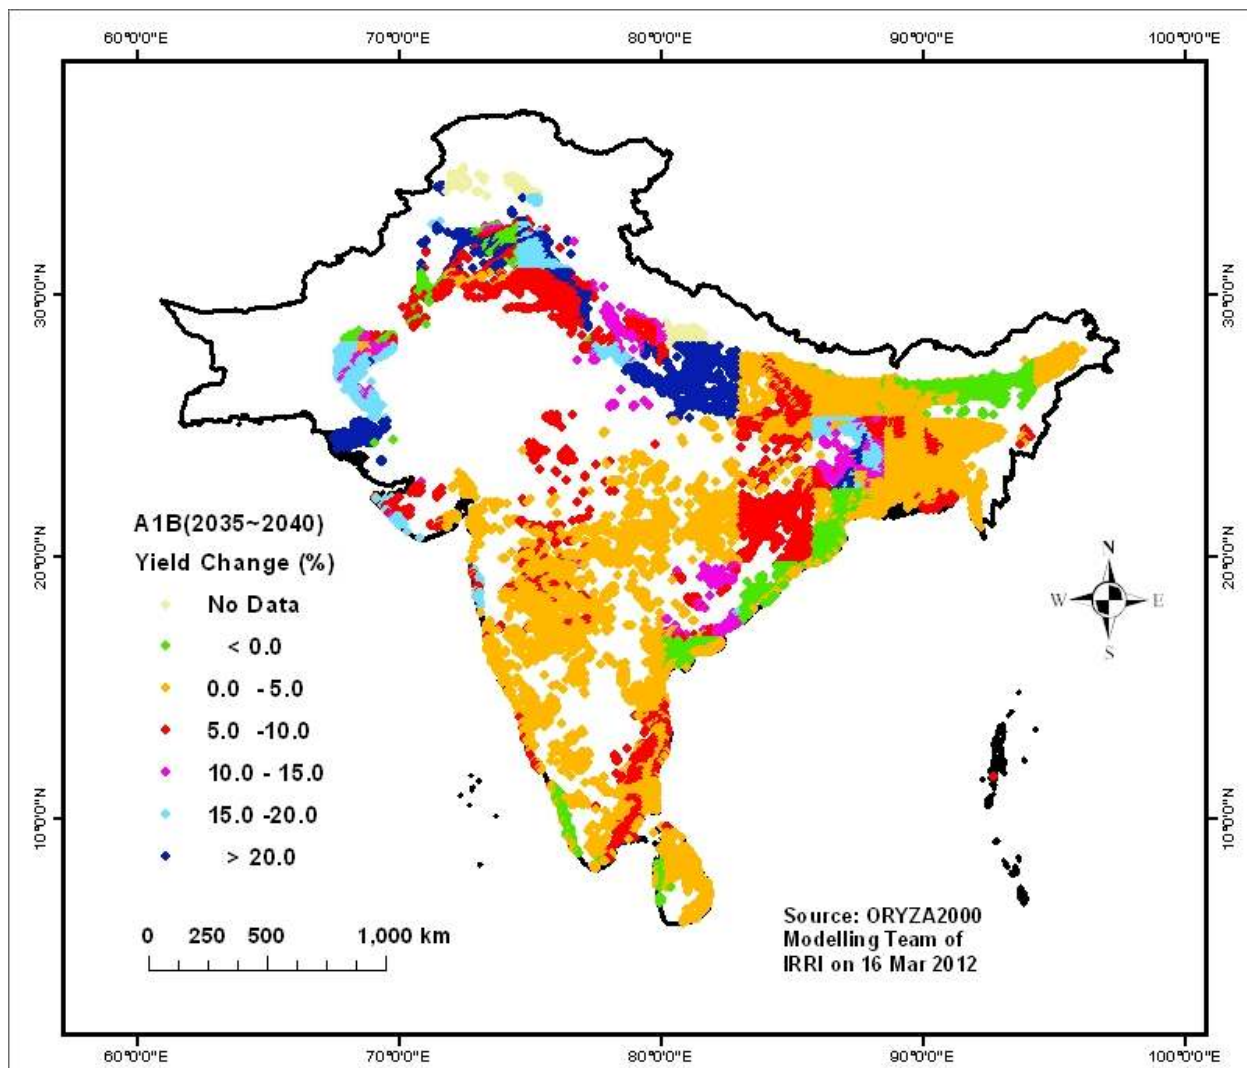 60°0'0"E 70°0'0"E 80°0'0"E 90°0'0"E 100°0'0"E
30°0'0"N
30°0'0"N
20°0'0"N
20°0'0"N
10°0'0"N
10°0'0"N
A1B(2035~2040)
Yield Change (%)
No Data
< 0.0
0.0 - 5.0
5.0 -10.0
10.0 - 15.0
15.0 -20.0
> 20.0
N
W E
S
0 250 500 1,000 km
Source: ORYZA2000
Modelling Team of
IRRI on 16 Mar 2012
60°0'0"E 70°0'0"E 80°0'0"E 90°0'0"E 100°0'0"E